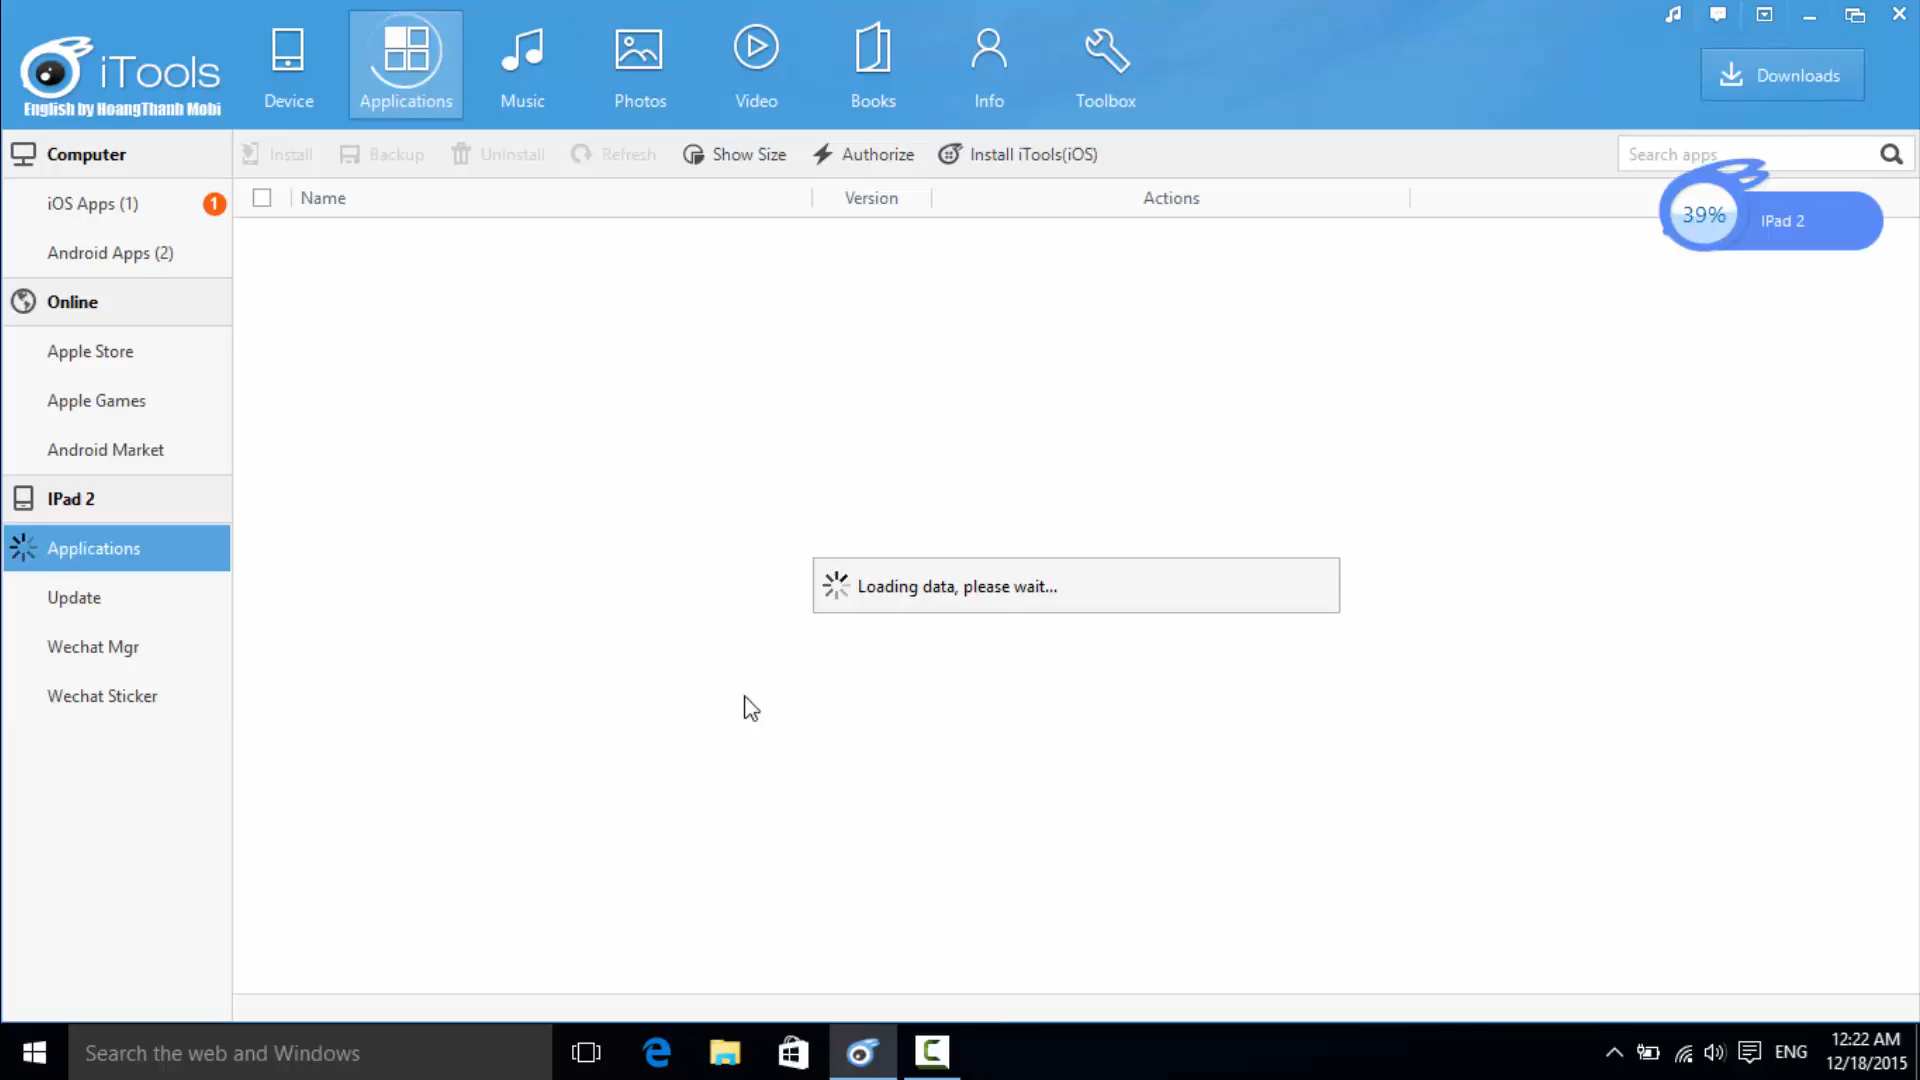 iTools
English by HoangThanh Mobi
Device
Applications
Music
Photos
Video
Books
Info
Toolbox
Downloads
Computer
Install
Backup
Uninstall
Refresh
Show Size
Authorize
Install iTools(iOS)
Search apps
iOS Apps (1)
1
Name
Version
Actions
39%
IPad 2
Android Apps (2)
Online
Apple Store
Apple Games
Android Market
IPad 2
Applications
Loading data, please wait...
Update
Wechat Mgr
Wechat Sticker
Search the web and Windows
ENG
12:22 AM
12/18/2015